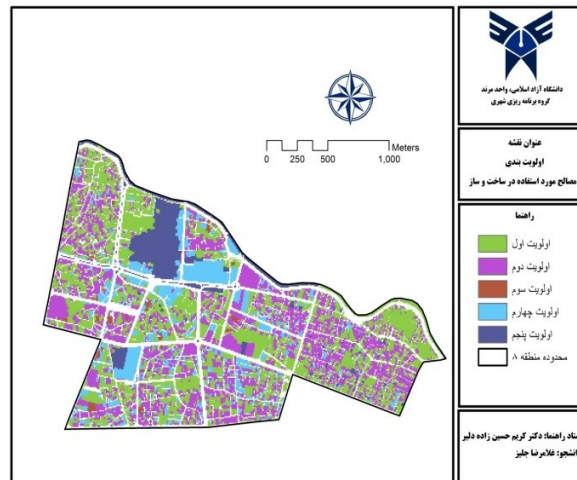 دانشگاه آزاد اسلامی، واحد مرند
گروه برنامه ریزی شهری
عنوان نقشه
اولویت بندی
مصالح مورد استفاده در ساخت و ساز
راهنما
اولویت اول
اولویت دوم
اولویت سوم
اولویت چهارم
اولویت پنجم
محدوده منطقه ۸
ستاد راهنما: دکتر کریم حسین زاده دلیر
انشجو: غلامرضا جلیز
Meters
0 250 500 1,000